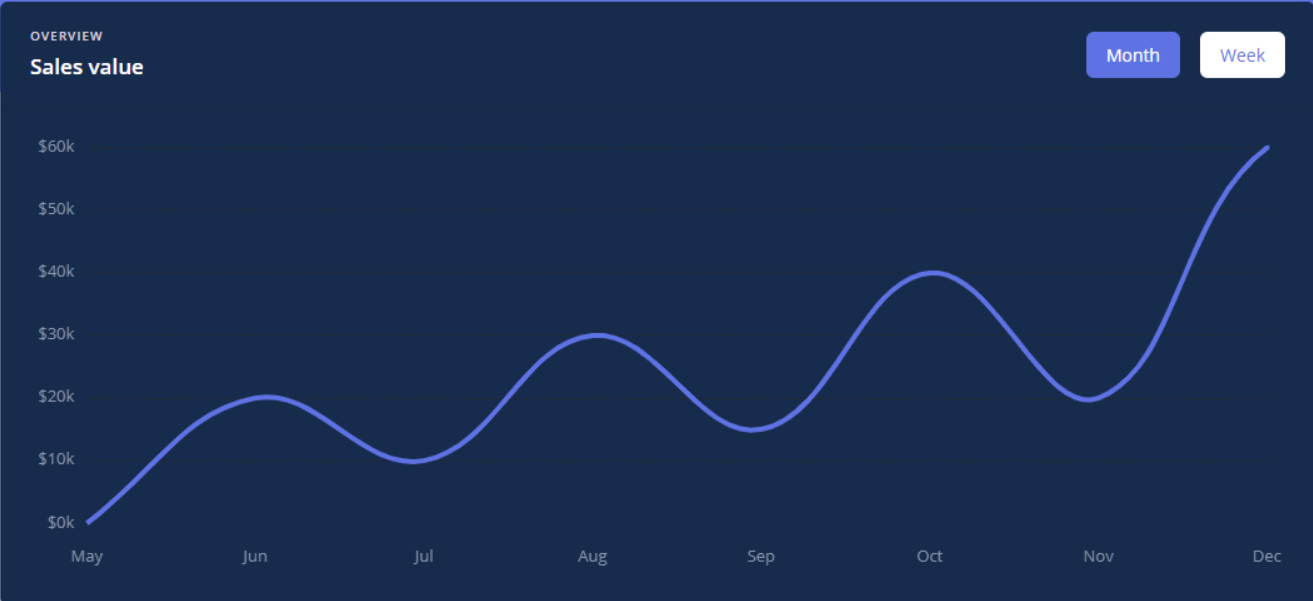 OVERVIEW
Sales value
Month Week
$60k
$50k
$40k
$30k
$20k
$10k
$0k
May Jun Jul Aug Sep Oct Nov Dec